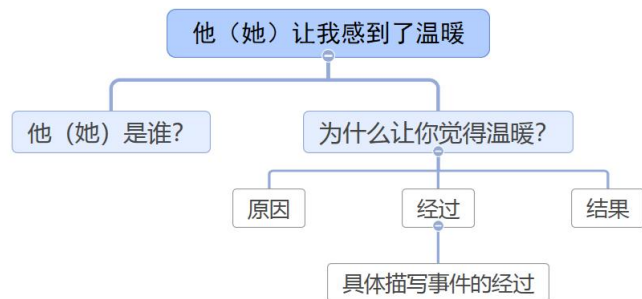 他（她）让我感到了温暖
他（她）是谁？
为什么让你觉得温暖？
原因
经过
结果
具体描写事件的经过